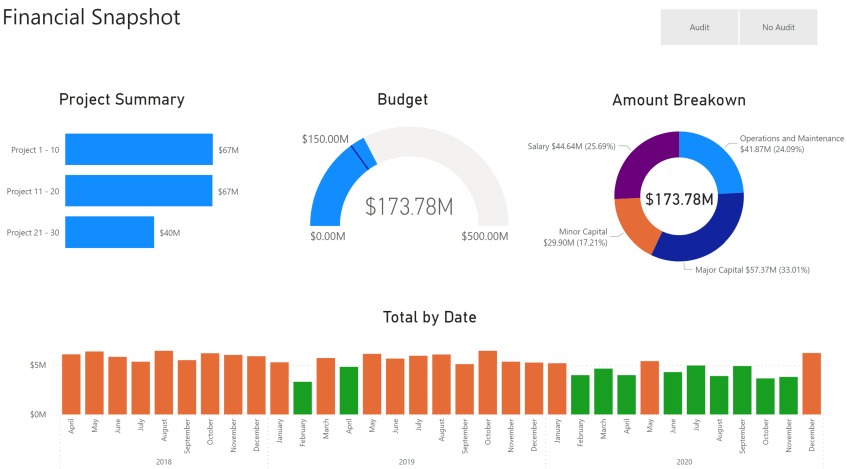 Financial Snapshot
Audit
No Audit
Project Summary
Project 1 - 10
$67M
Project 11 - 20
$67M
Project 21 - 30
$40M
Budget
$150.00M
$173.78M
$0.00M
$500.00M
Amount Breakown
Salary $44.64M (25.69%)
Operations and Maintenance
$41.87M (24.09%)
$173.78M
Minor Capital
$29.90M (17.21%)
Major Capital $57.37M (33.01%)
Total by Date
$5M
$0M
April
May
June
July
August
September
October
November
December
January
February
March
April
May
June
July
August
September
October
November
December
January
February
March
April
May
June
July
August
September
October
November
December
2018
2019
2020